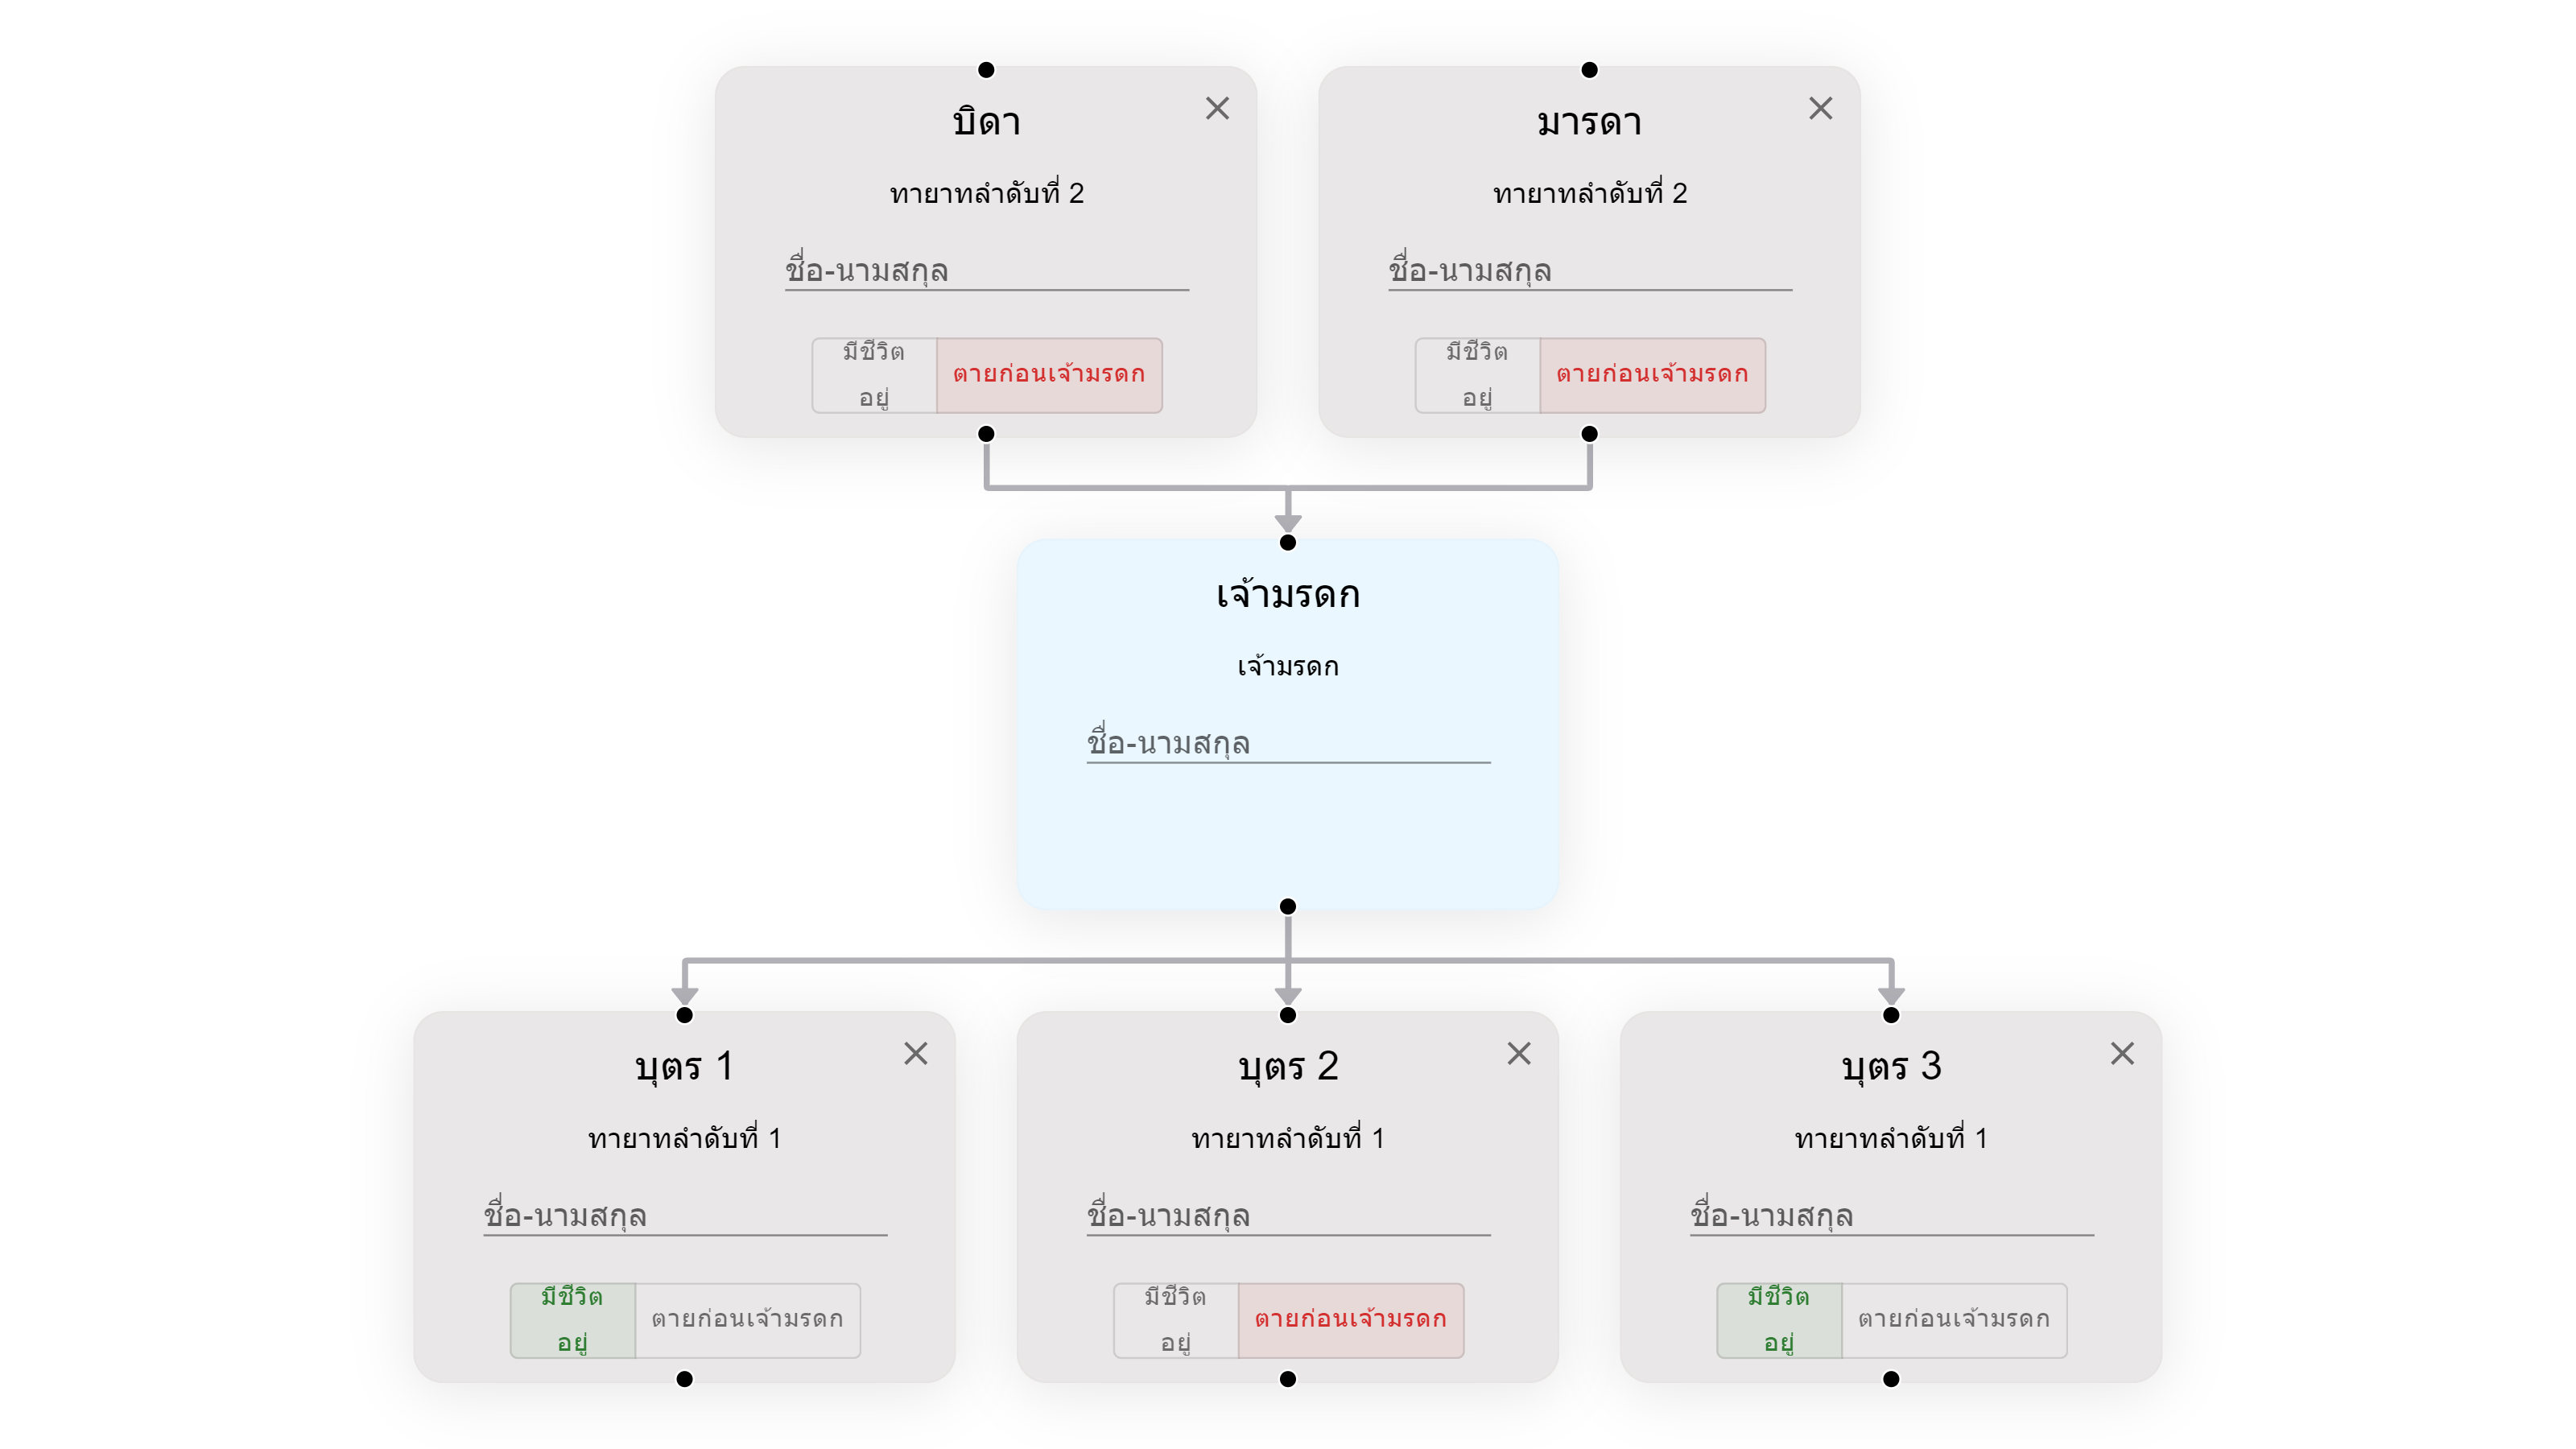 บิดา
ทายาทลำดับที่ 2
ชื่อ-นามสกุล
มีชีวิต
อยู่
ตายก่อนเจ้ามรดก
มารดา
ทายาทลำดับที่ 2
ชื่อ-นามสกุล
มีชีวิต
อยู่
ตายก่อนเจ้ามรดก
เจ้ามรดก
เจ้ามรดก
ชื่อ-นามสกุล
บุตร 1
ทายาทลำดับที่ 1
ชื่อ-นามสกุล
มีชีวิต
อยู่
ตายก่อนเจ้ามรดก
บุตร 2
ทายาทลำดับที่ 1
ชื่อ-นามสกุล
มีชีวิต
อยู่
ตายก่อนเจ้ามรดก
บุตร 3
ทายาทลำดับที่ 1
ชื่อ-นามสกุล
มีชีวิต
อยู่
ตายก่อนเจ้ามรดก